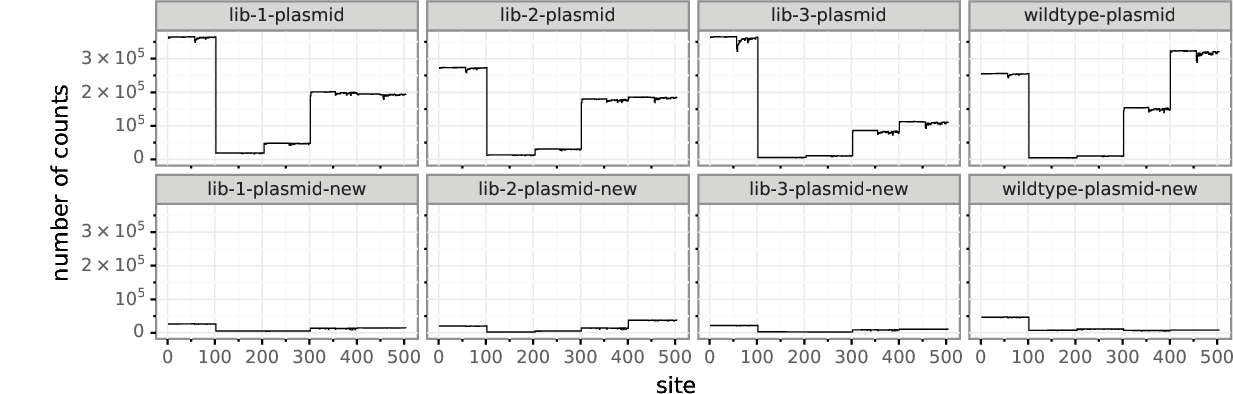 lib-1-plasmid lib-2-plasmid lib-3-plasmid wildtype-plasmid
3 × 10⁵
2 × 10⁵
10⁵
0
lib-1-plasmid-new lib-2-plasmid-new lib-3-plasmid-new wildtype-plasmid-new
3 × 10⁵
2 × 10⁵
10⁵
0
number of counts
0 100 200 300 400 500 0 100 200 300 400 500 0 100 200 300 400 500 0 100 200 300 400 500
site